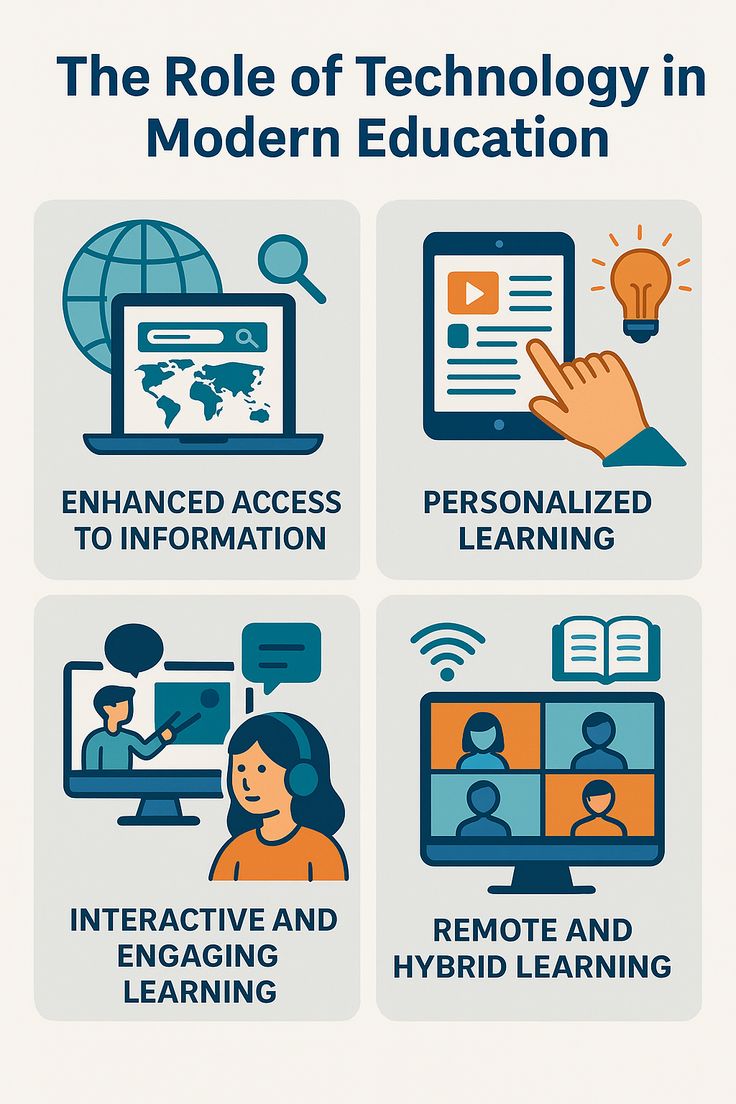 The Role of Technology in
Modern Education
ENHANCED ACCESS
TO INFORMATION
PERSONALIZED
LEARNING
INTERACTIVE AND
ENGAGING
LEARNING
REMOTE AND
HYBRID LEARNING